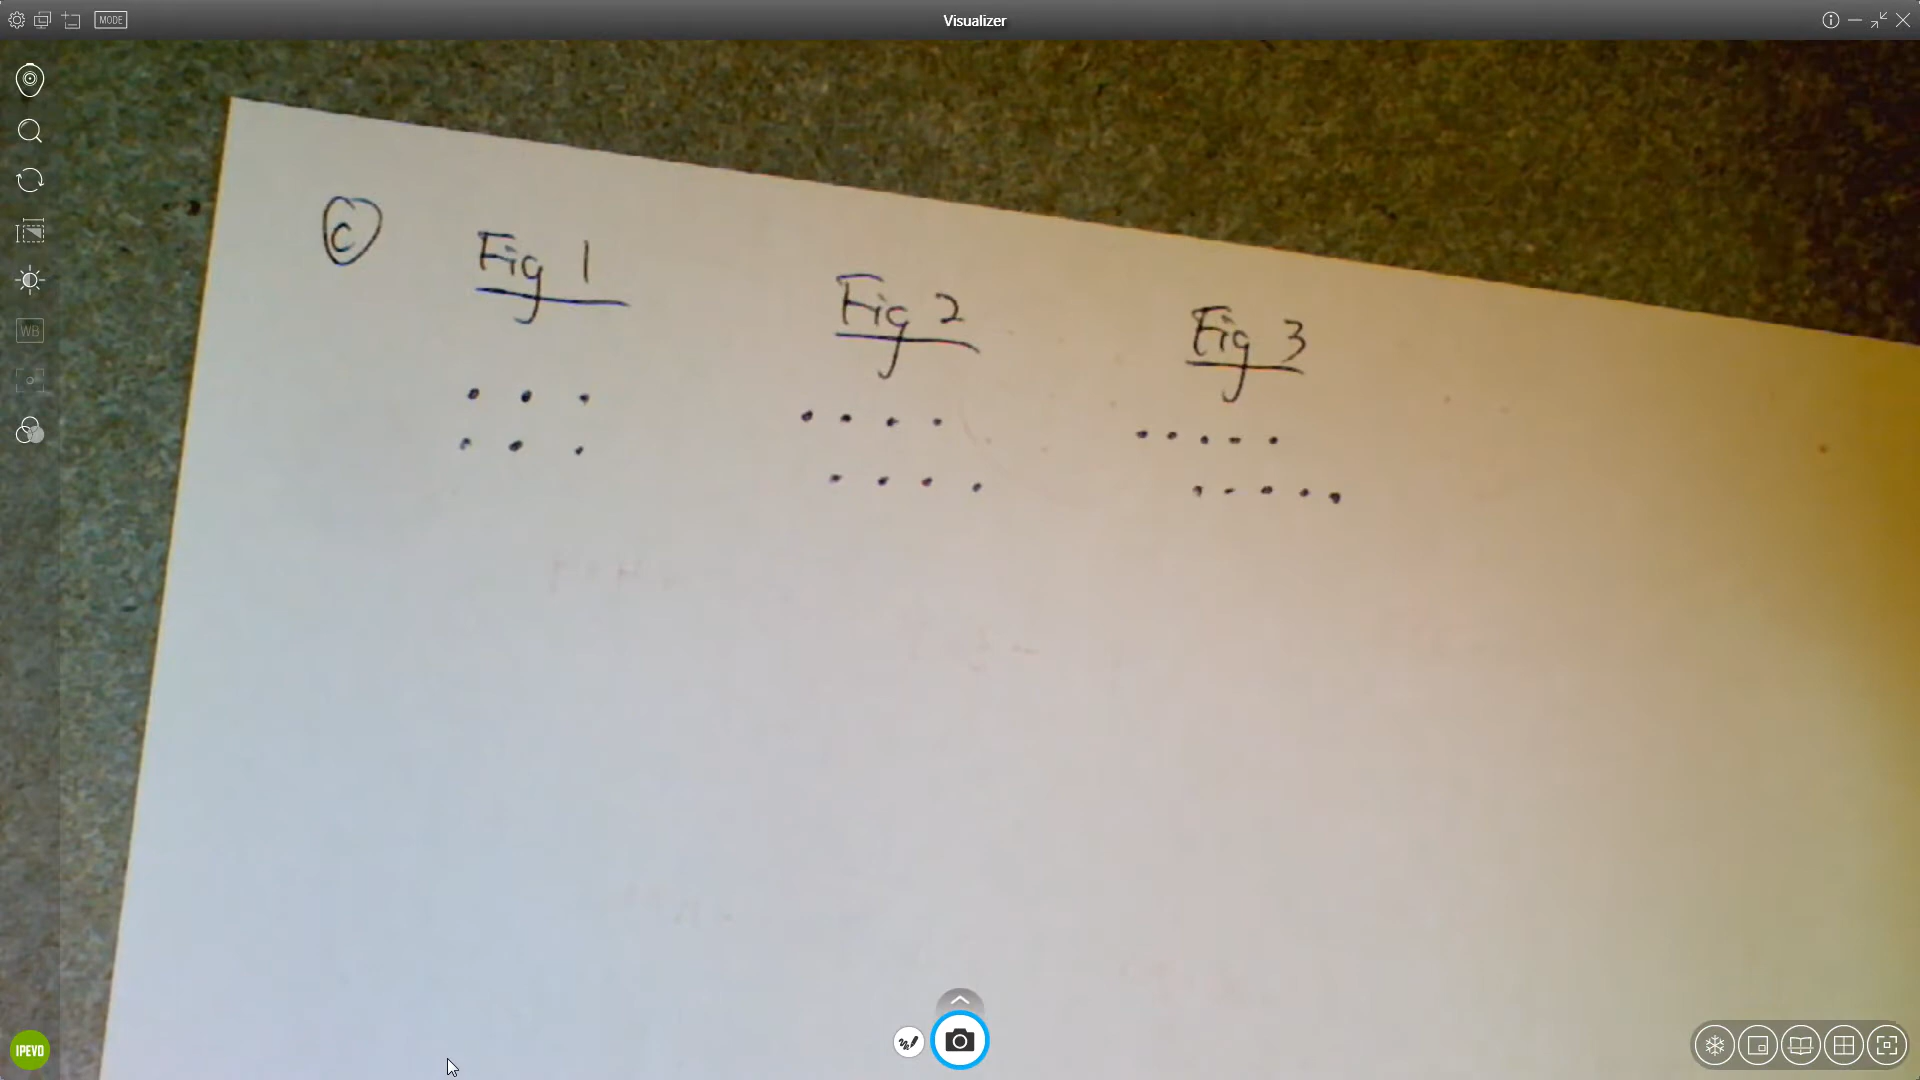 MODE
Visualizer
WB
C
Fig 1
Fig 2
Fig 3
IPEVO